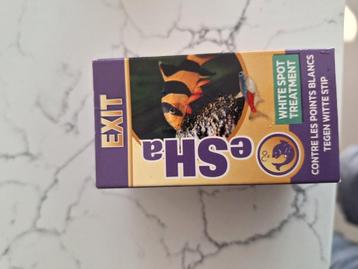 EXIT
eSHa
WHITE SPOT
TREATMENT
CONTRE LES POINTS BLANCS
TEGEN WITTE STIP